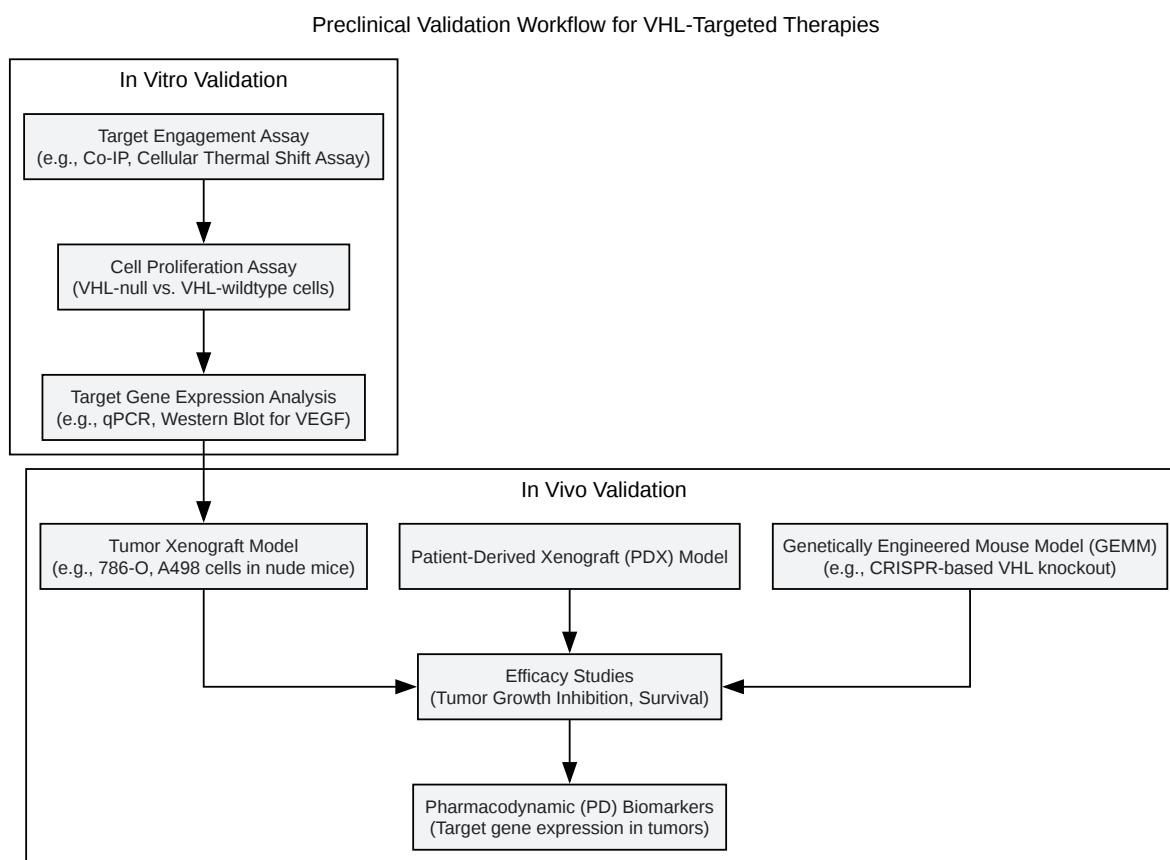 Preclinical Validation Workflow for VHL-Targeted Therapies
In Vitro Validation
Target Engagement Assay
(e.g., Co-IP, Cellular Thermal Shift Assay)
Cell Proliferation Assay
(VHL-null vs. VHL-wildtype cells)
Target Gene Expression Analysis
(e.g., qPCR, Western Blot for VEGF)
In Vivo Validation
Tumor Xenograft Model
(e.g., 786-O, A498 cells in nude mice)
Patient-Derived Xenograft (PDX) Model
Genetically Engineered Mouse Model (GEMM)
(e.g., CRISPR-based VHL knockout)
Efficacy Studies
(Tumor Growth Inhibition, Survival)
Pharmacodynamic (PD) Biomarkers
(Target gene expression in tumors)